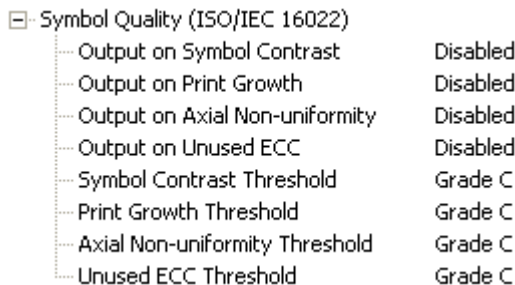 Symbol Quality (ISO/IEC 16022)
Output on Symbol Contrast Disabled
Output on Print Growth Disabled
Output on Axial Non-uniformity Disabled
Output on Unused ECC Disabled
Symbol Contrast Threshold Grade C
Print Growth Threshold Grade C
Axial Non-uniformity Threshold Grade C
Unused ECC Threshold Grade C